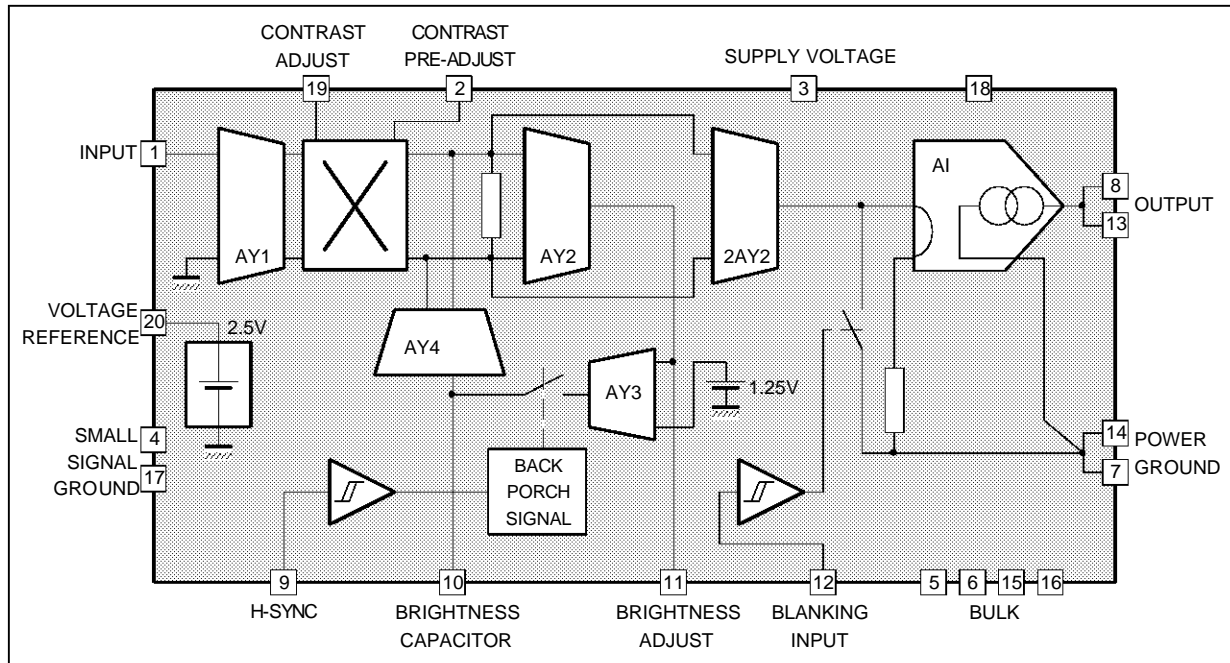 CONTRAST
ADJUST
CONTRAST
PRE-ADJUST
SUPPLY VOLTAGE
19
2
3
18
INPUT
1
AI
8
OUTPUT
13
AY1
AY2
2AY2
VOLTAGE
REFERENCE
20
2.5V
AY4
AY3
1.25V
SMALL
SIGNAL
GROUND
4
17
14
POWER
GROUND
7
BACK
PORCH
SIGNAL
9
10
11
12
5
6
15
16
H-SYNC
BRIGHTNESS
CAPACITOR
BRIGHTNESS
ADJUST
BLANKING
INPUT
BULK